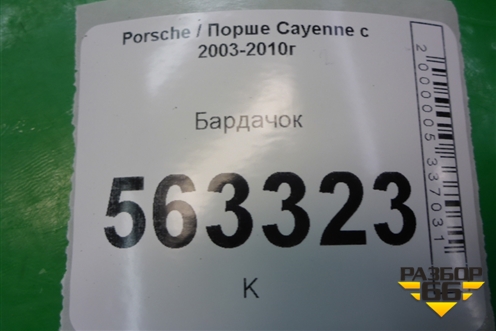 Porsche / Порше Cayenne с
2003-2010г
Бардачок
563323
К
2000005337031
РАЗБОР
66